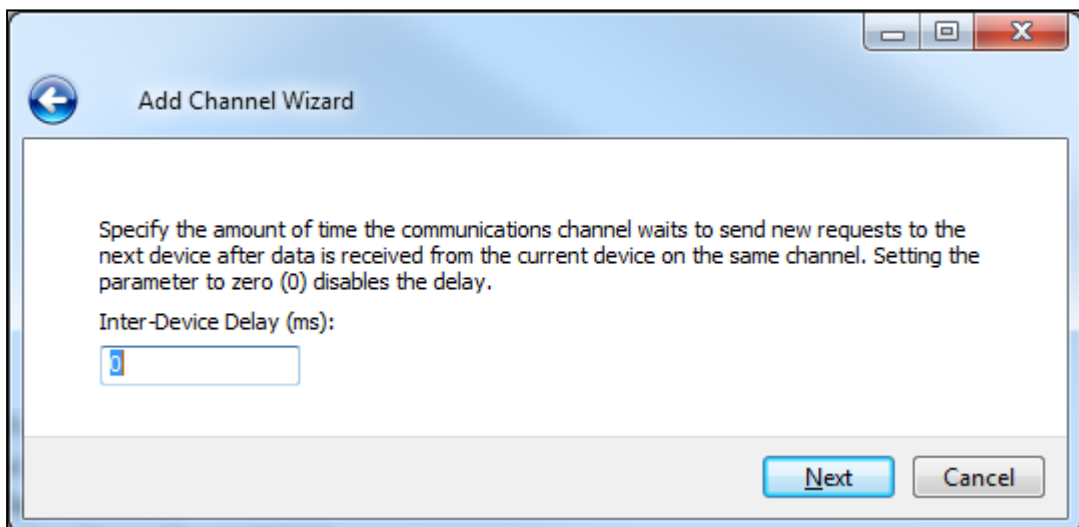 Add Channel Wizard
Specify the amount of time the communications channel waits to send new requests to the
next device after data is received from the current device on the same channel. Setting the
parameter to zero (0) disables the delay.
Inter-Device Delay (ms):
0
Next Cancel